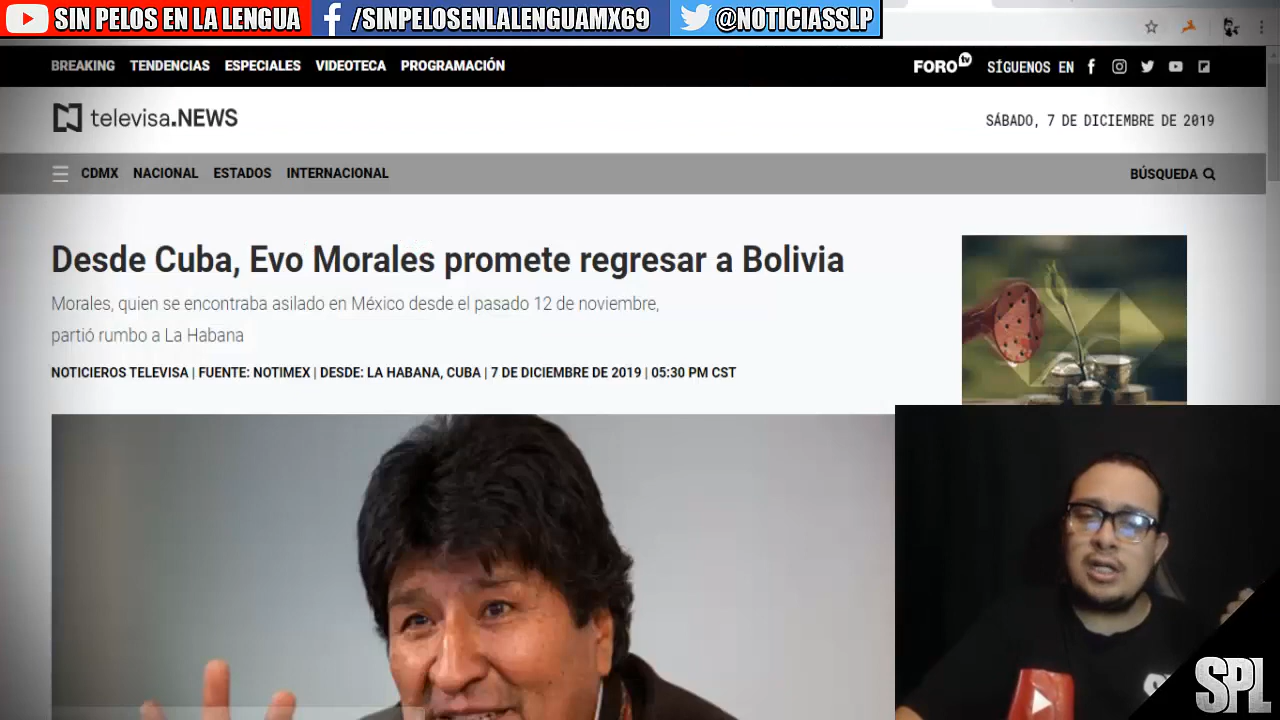 SIN PELOS EN LA LENGUA /SINPELOSENLALENGUAMX69 @NOTICIASSLP
BREAKING TENDENCIAS ESPECIALES VIDEOTECA PROGRAMACIÓN FORO tv SÍGUENOS EN
televisa.NEWS SÁBADO, 7 DE DICIEMBRE DE 2019
CDMX NACIONAL ESTADOS INTERNACIONAL BÚSQUEDA
Desde Cuba, Evo Morales promete regresar a Bolivia
Morales, quien se encontraba asilado en México desde el pasado 12 de noviembre,
partió rumbo a La Habana
NOTICIEROS TELEVISA | FUENTE: NOTIMEX | DESDE: LA HABANA, CUBA | 7 DE DICIEMBRE DE 2019 | 05:30 PM CST
SPL